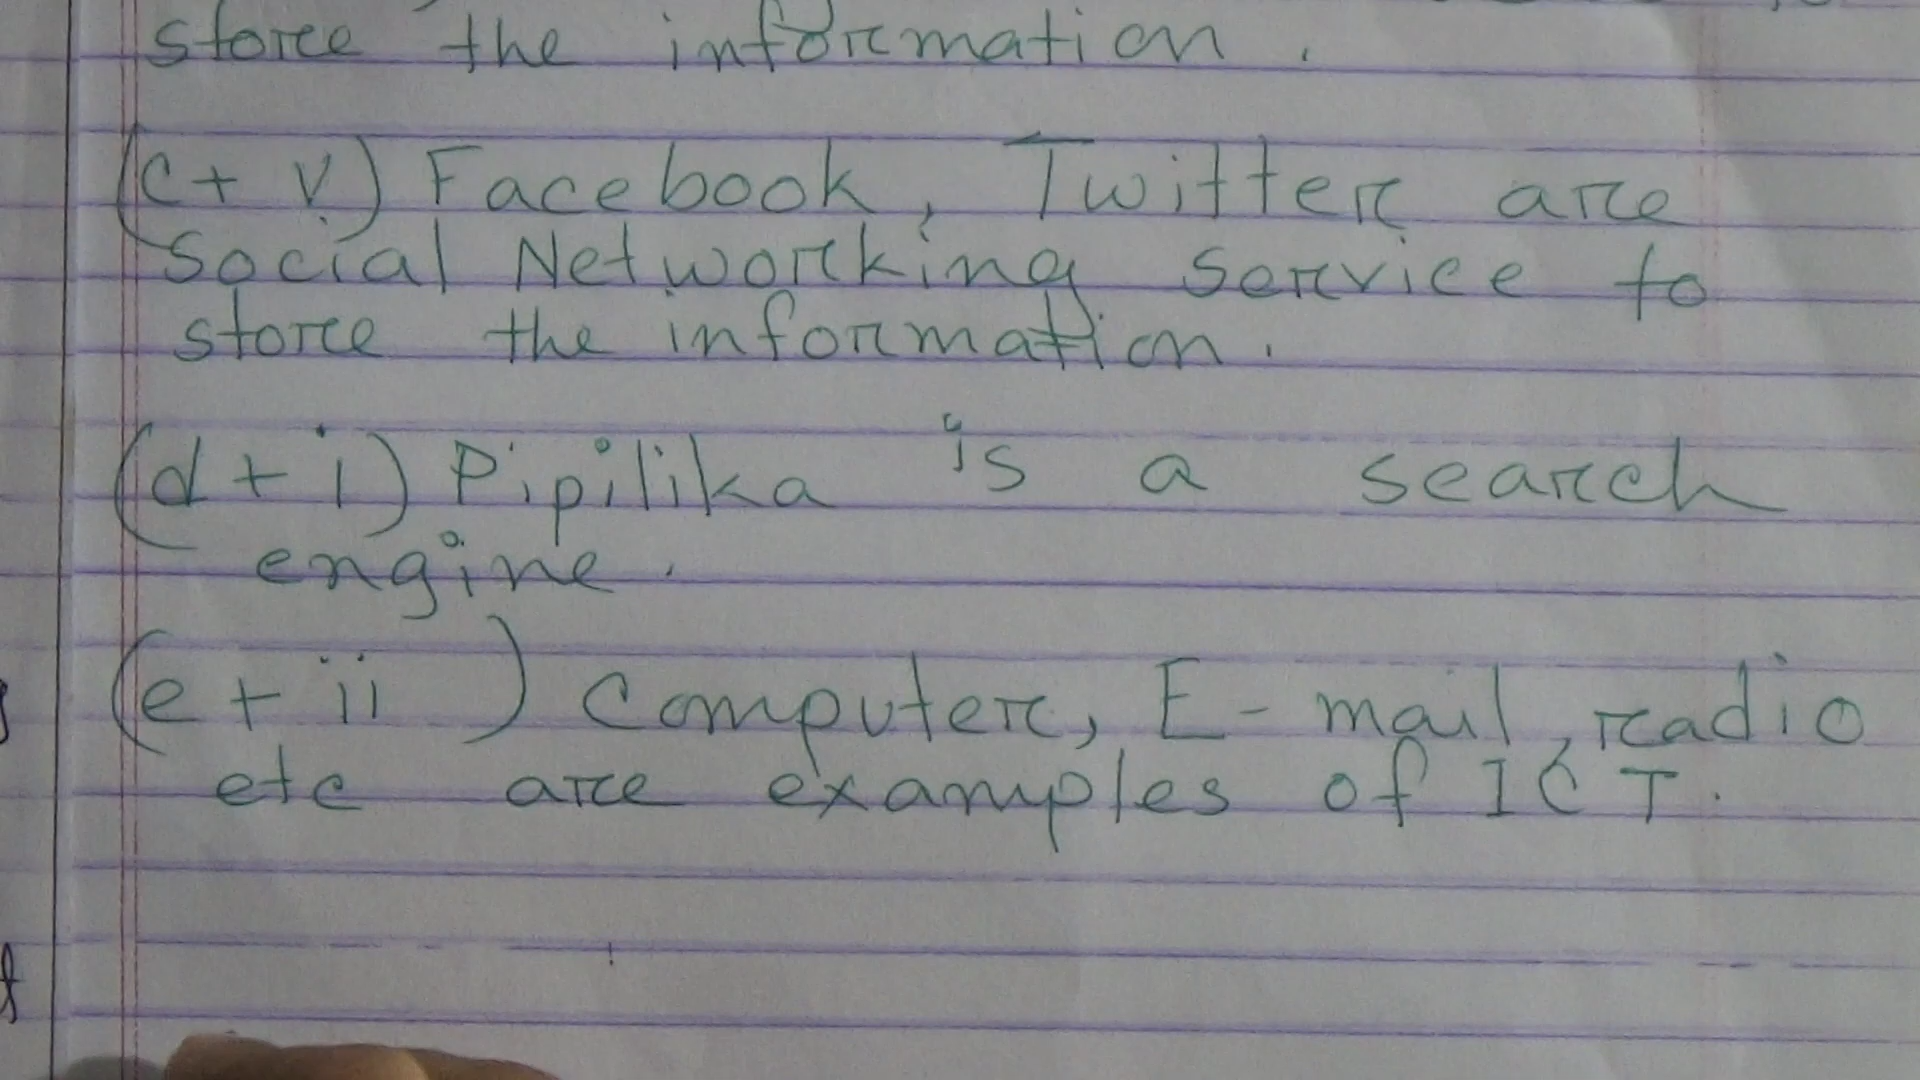 store the information.
(c+ v) Facebook, Twitter are
Social Networking service to
store the information.
(d+i) Pipilika is a search
engine.
(e+ii) Computer, E-mail, radio
etc are examples of ICT.